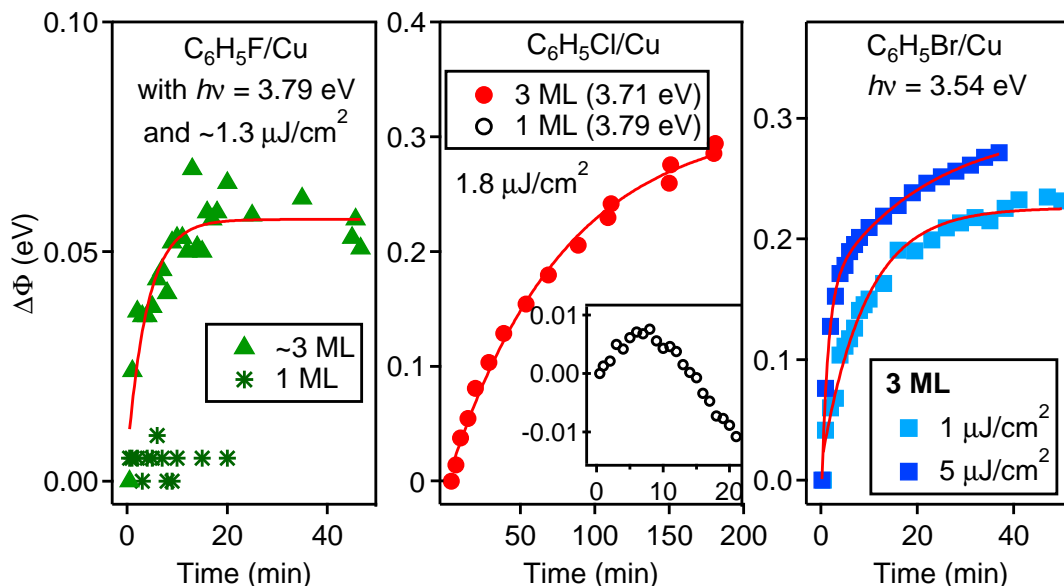 ΔΦ (eV)
0.10
0.05
0.00
C₆H₅F/Cu
with hν = 3.79 eV
and ~1.3 μJ/cm²
~3 ML
1 ML
0 20 40
Time (min)
0.4
0.3
0.2
0.1
0.0
C₆H₅Cl/Cu
3 ML (3.71 eV)
1 ML (3.79 eV)
1.8 μJ/cm²
0.01
0.00
-0.01
0 10 20
50 100 150 200
Time (min)
0.3
0.2
0.1
0.0
C₆H₅Br/Cu
hν = 3.54 eV
3 ML
1 μJ/cm²
5 μJ/cm²
0 20 40
Time (min)